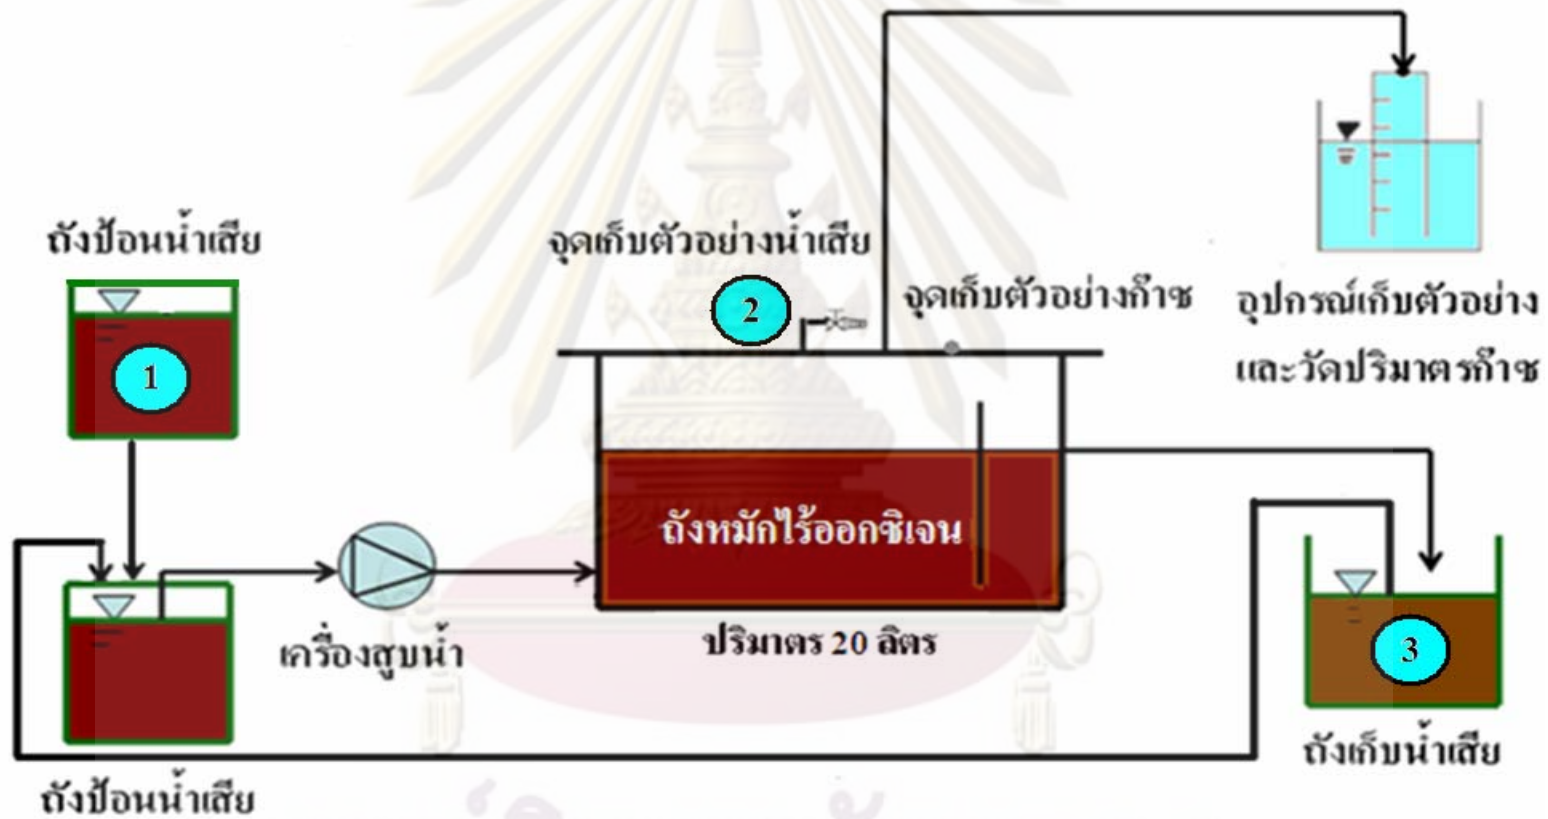 ถังป้อนน้ำเสีย
1
จุดเก็บตัวอย่างน้ำเสีย
2
จุดเก็บตัวอย่างก๊าซ
อุปกรณ์เก็บตัวอย่าง
และวัดปริมาตรก๊าซ
ถังหมักไร้ออกซิเจน
ปริมาตร 20 ลิตร
เครื่องสูบน้ำ
3
ถังเก็บน้ำเสีย
ถังป้อนน้ำเสีย